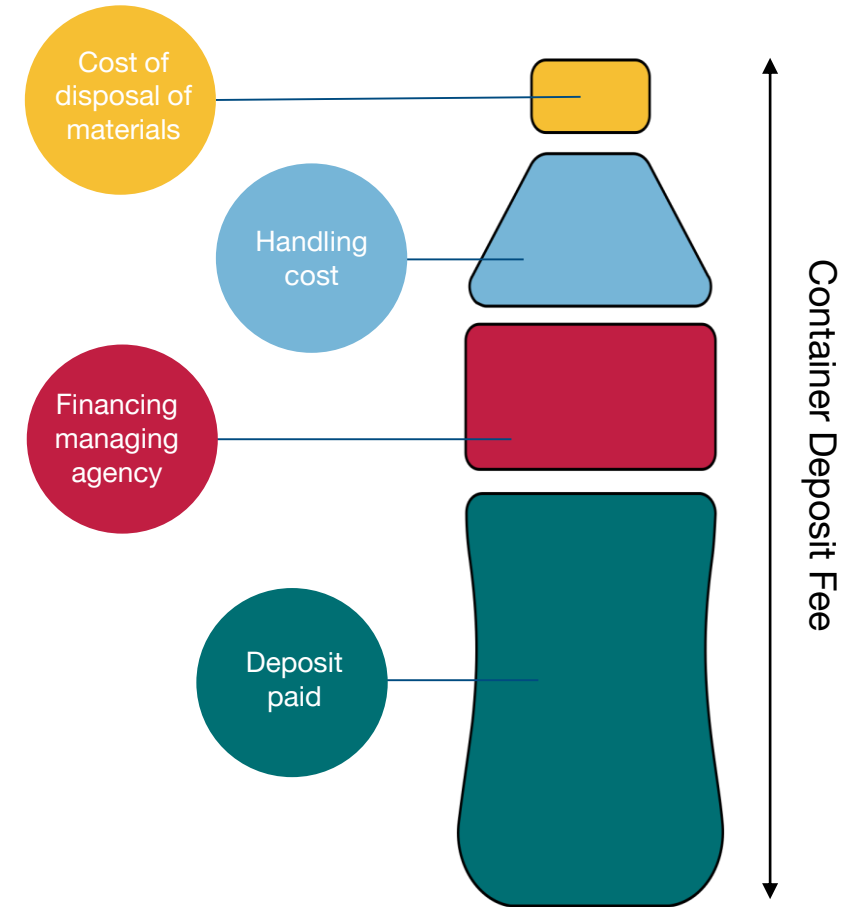 Cost of
disposal of
materials
Handling
cost
Financing
managing
agency
Deposit
paid
Container Deposit Fee